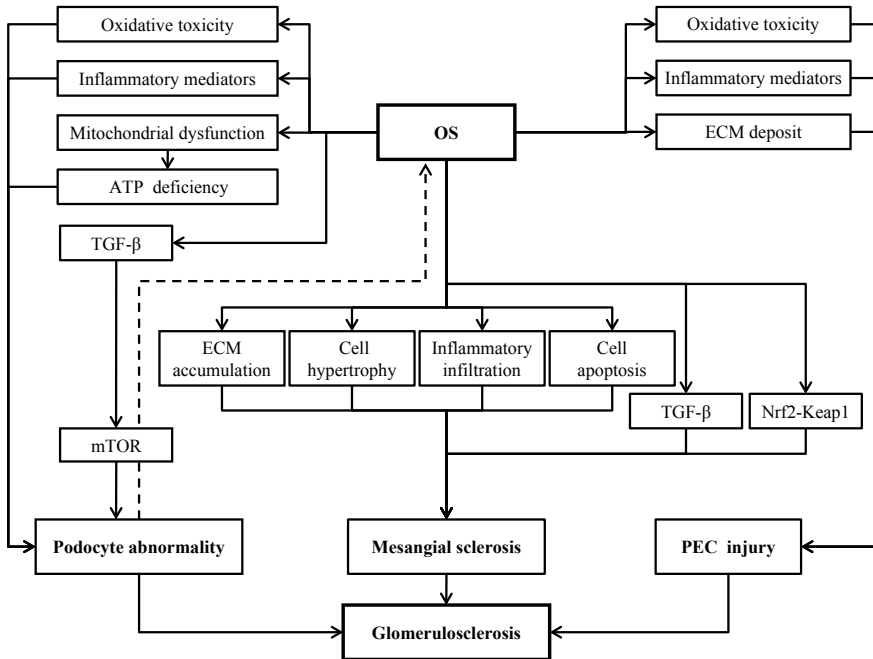 Oxidative toxicity
Inflammatory mediators
Mitochondrial dysfunction
ATP deficiency
TGF-β
mTOR
OS
Oxidative toxicity
Inflammatory mediators
ECM deposit
ECM
accumulation
Cell
hypertrophy
Inflammatory
infiltration
Cell
apoptosis
TGF-β
Nrf2-Keap1
Podocyte abnormality
Mesangial sclerosis
PEC injury
Glomerulosclerosis